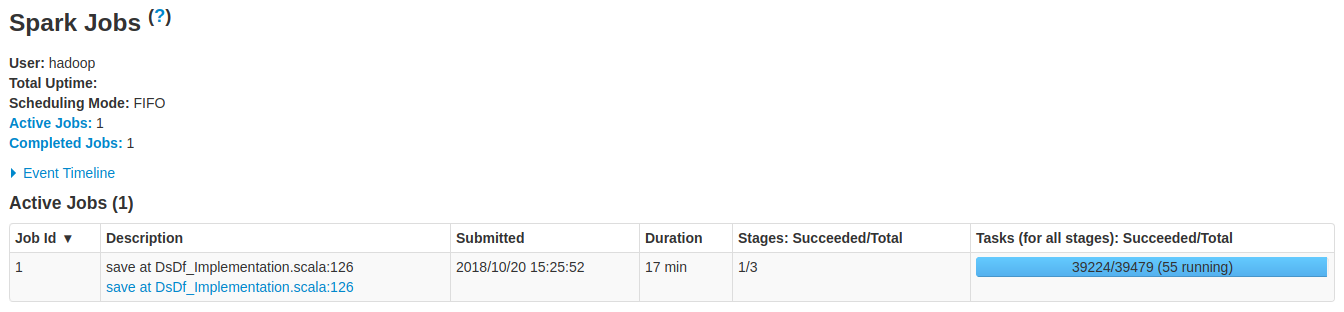 Spark Jobs (?)
User: hadoop
Total Uptime:
Scheduling Mode: FIFO
Active Jobs: 1
Completed Jobs: 1
Event Timeline
Active Jobs (1)
Job Id ▼ Description Submitted Duration Stages: Succeeded/Total Tasks (for all stages): Succeeded/Total
1 save at DsDf_Implementation.scala:126 2018/10/20 15:25:52 17 min 1/3 39224/39479 (55 running)
save at DsDf_Implementation.scala:126